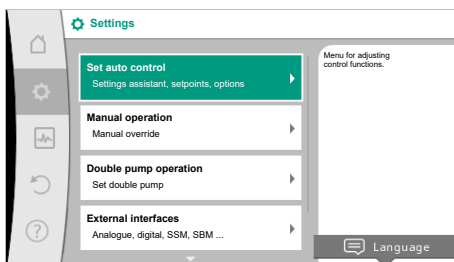 Settings
Set auto control
Settings assistant, setpoints, options
Manual operation
Manual override
Double pump operation
Set double pump
External interfaces
Analogue, digital, SSM, SBM ...
Menu for adjusting
control functions.
Language